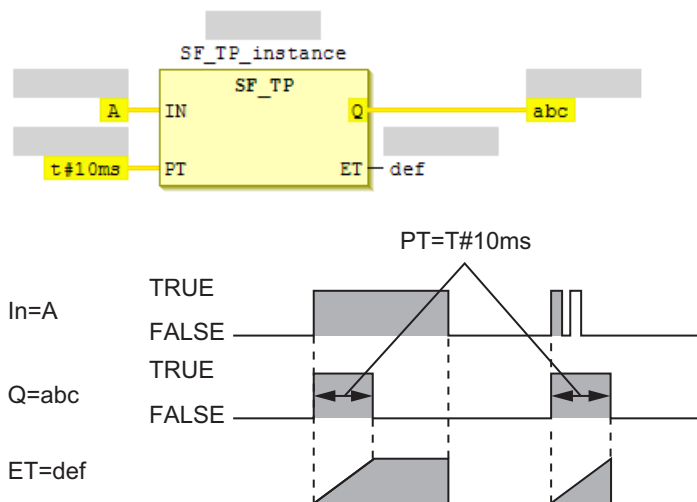 SF_TP_instance
SF_TP
A IN Q abc
t#10ms PT ET def
PT=T#10ms
In=A TRUE
FALSE
Q=abc TRUE
FALSE
ET=def